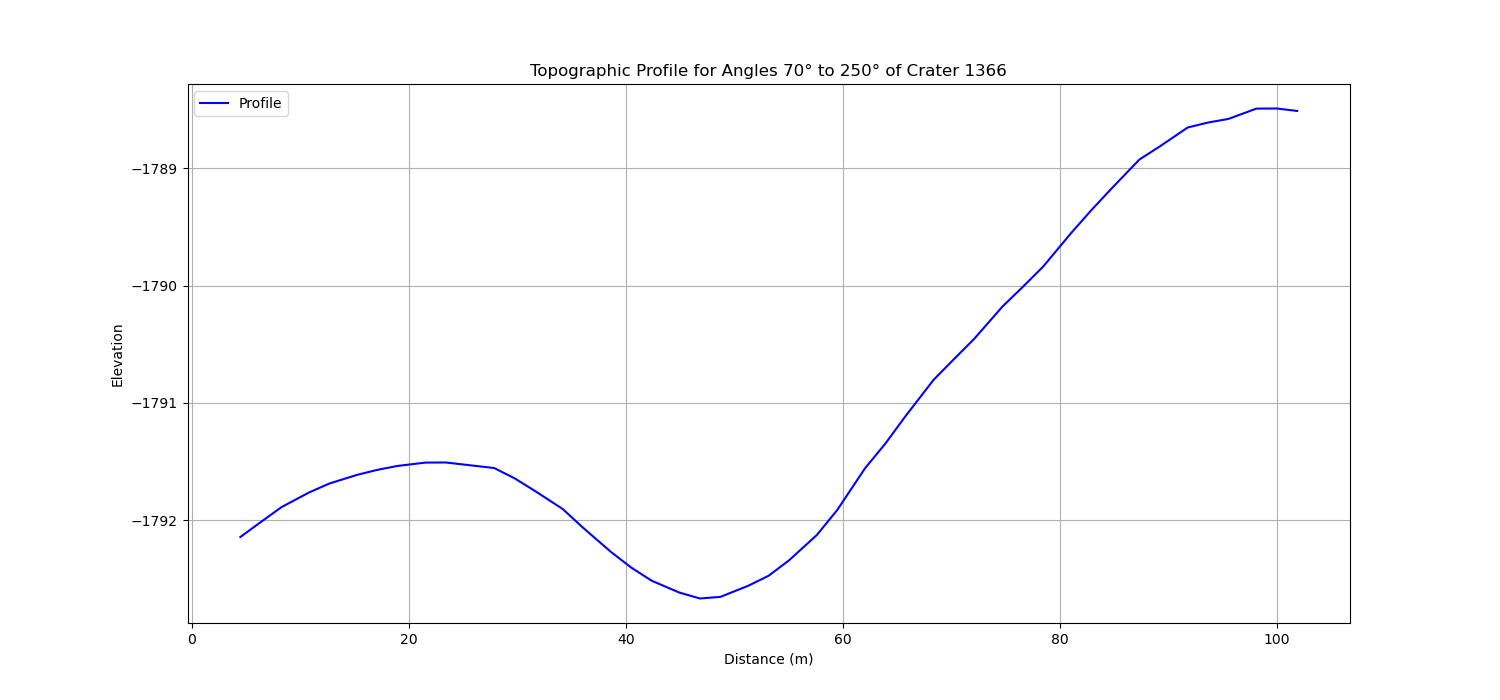 Topographic Profile for Angles 70° to 250° of Crater 1366
Profile
Elevation
−1789
−1790
−1791
−1792
0 20 40 60 80 100
Distance (m)